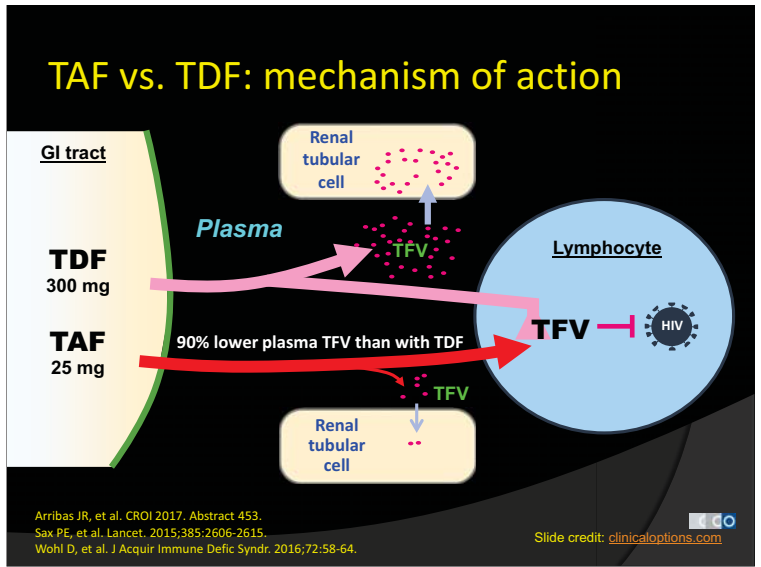 TAF vs. TDF: mechanism of action
GI tract
Renal
tubular
cell
Plasma
TFV
Lymphocyte
TDF
300 mg
TFV
HIV
TAF
25 mg
90% lower plasma TFV than with TDF
TFV
Renal
tubular
cell
Arribas JR, et al. CROI 2017. Abstract 453.
Sax PE, et al. Lancet. 2015;385:2606-2615.
Wohl D, et al. J Acquir Immune Defic Syndr. 2016;72:58-64.
CCO
Slide credit: clinicaloptions.com